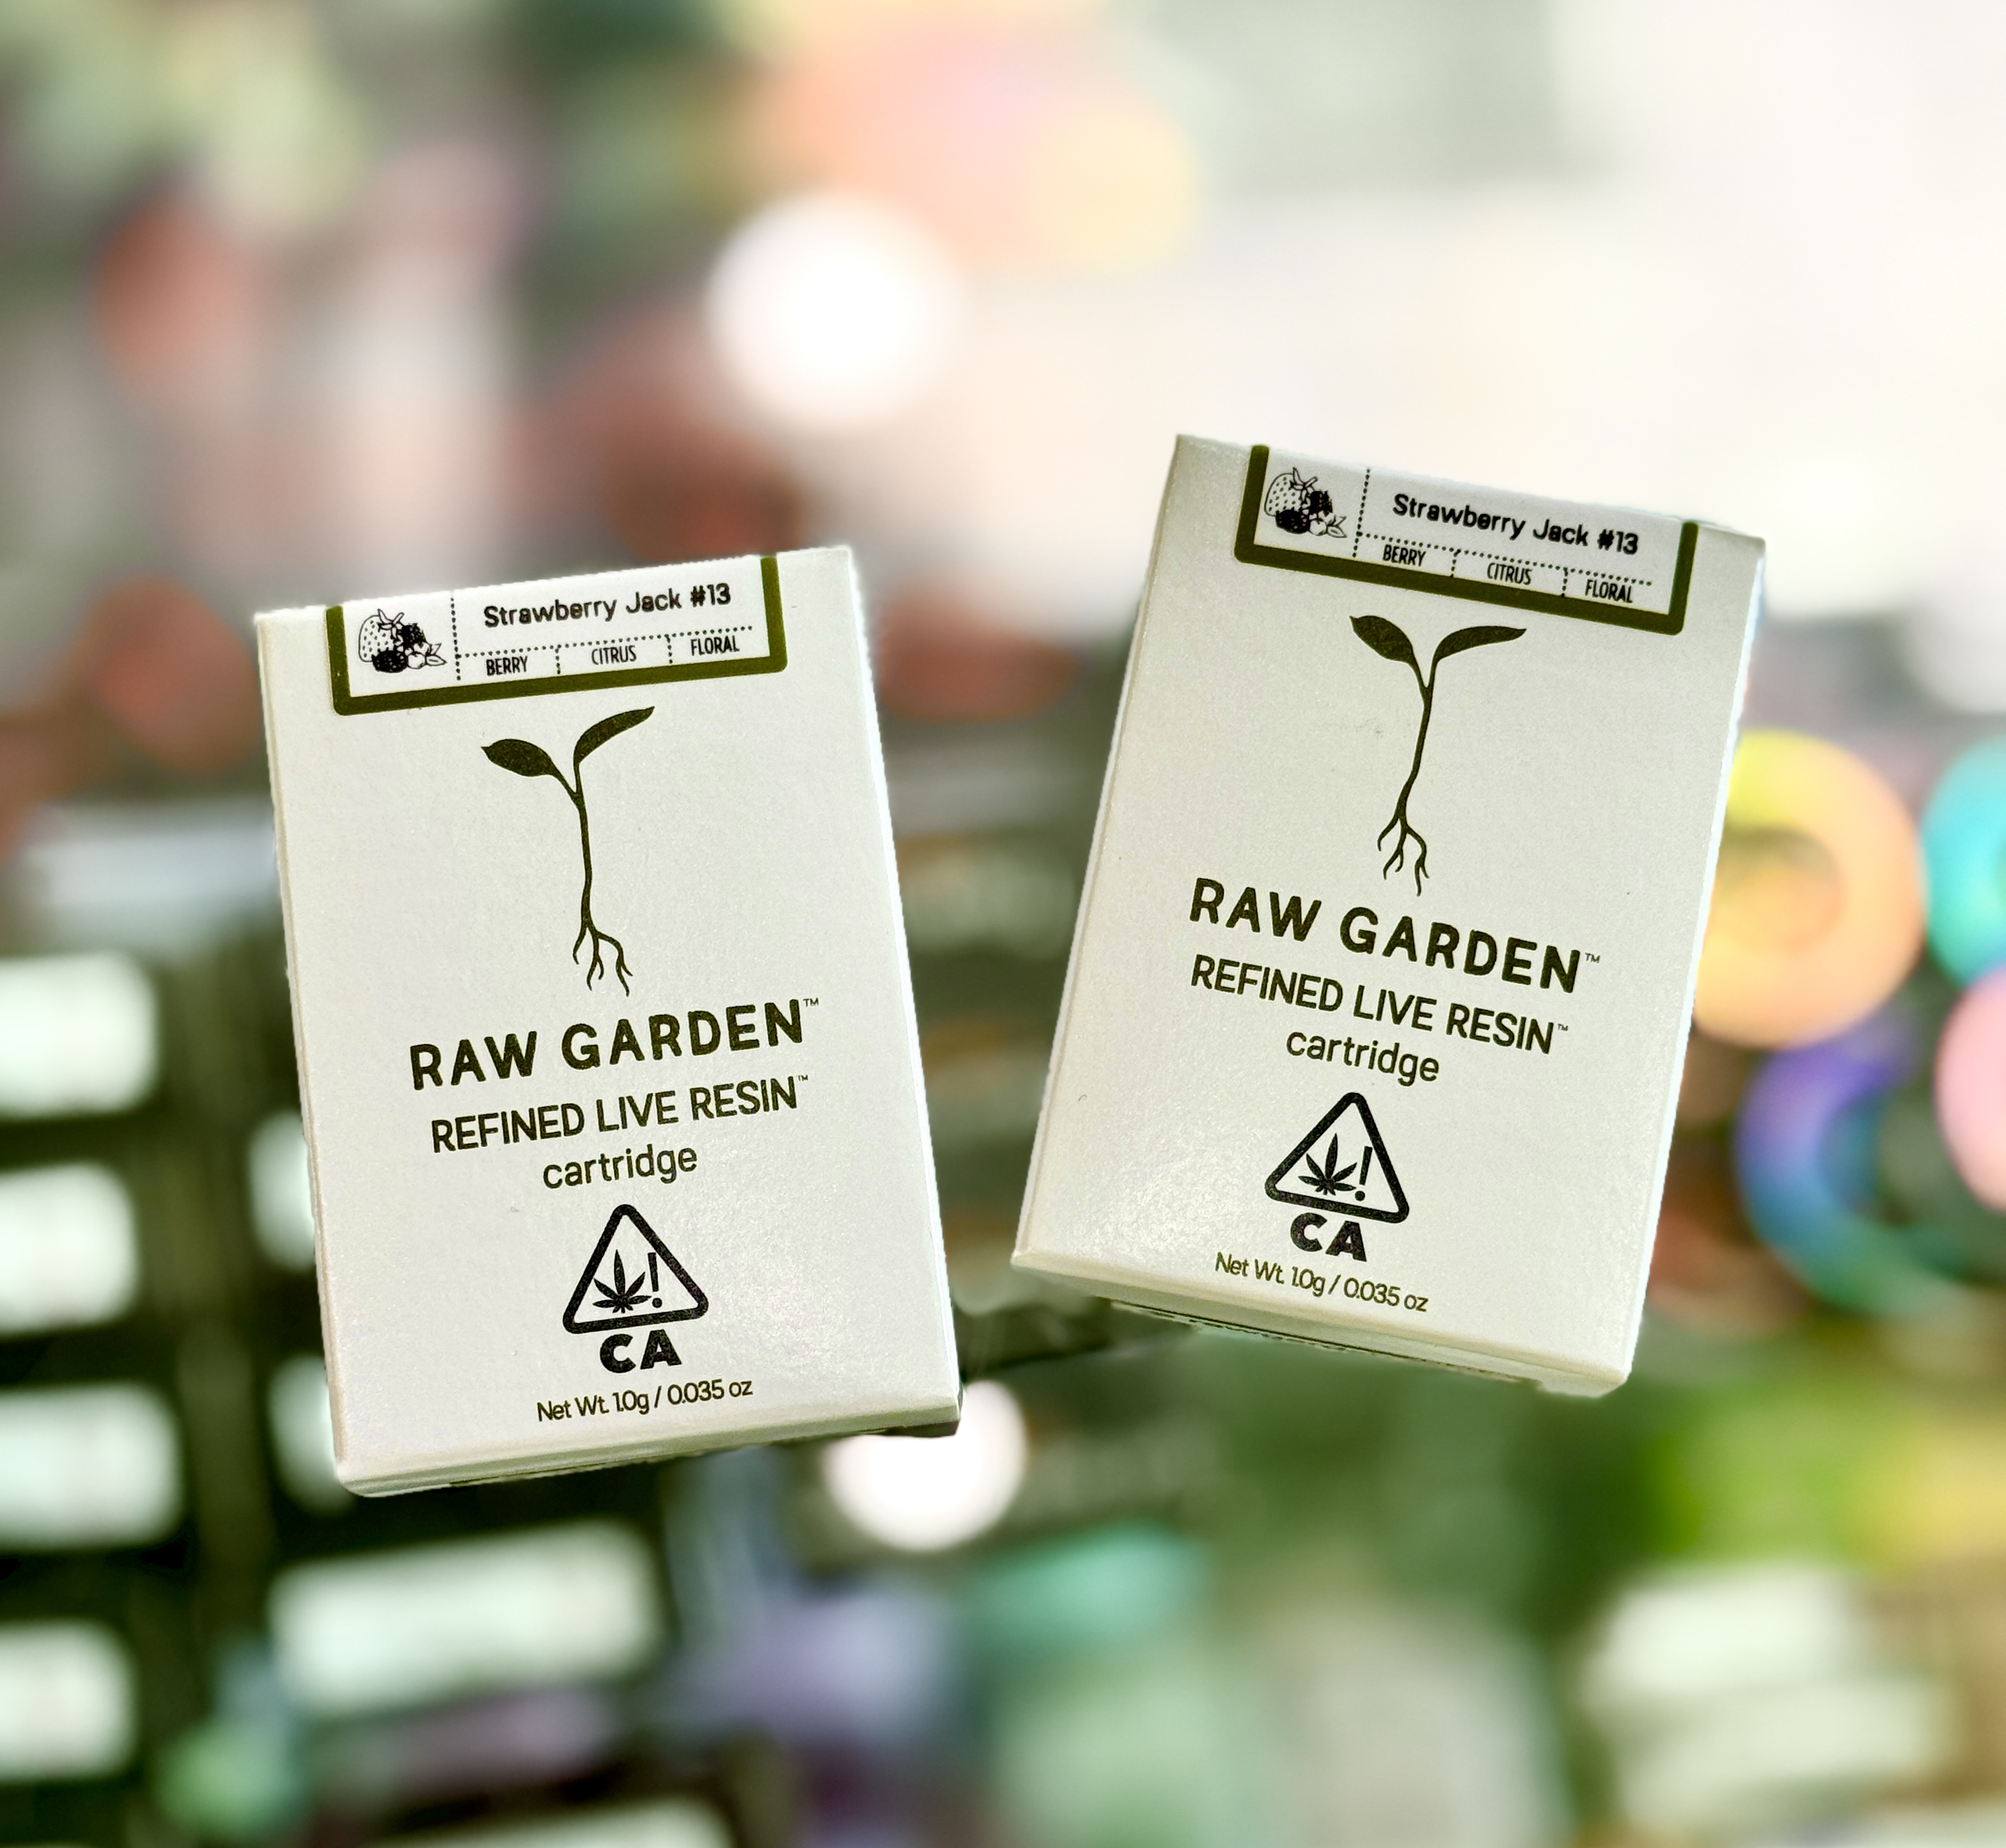 Strawberry Jack #13
BERRY CITRUS FLORAL
RAW GARDEN™
REFINED LIVE RESIN™
cartridge
CA
Net Wt. 1.0g / 0.035 oz
Strawberry Jack #13
BERRY CITRUS FLORAL
RAW GARDEN™
REFINED LIVE RESIN™
cartridge
CA
Net Wt. 1.0g / 0.035 oz